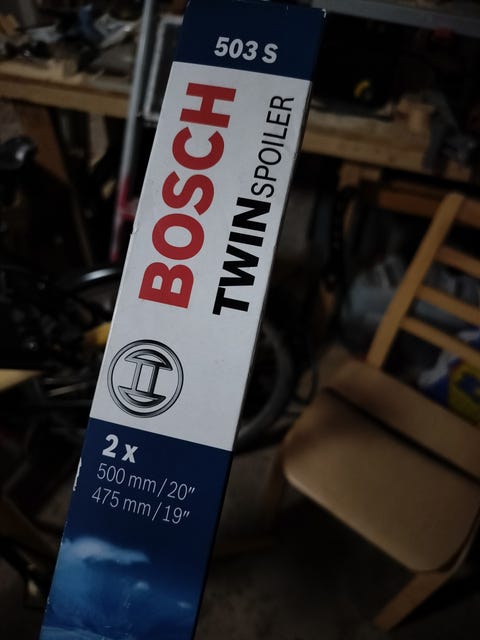 503 S
BOSCH
TWINSPOILER
2 x
500 mm/20"
475 mm/19"